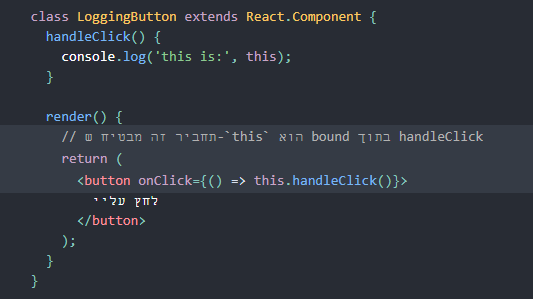 class LoggingButton extends React.Component {
  handleClick() {
    console.log('this is:', this);
  }

  render() {
    // תחביר זה מבטיח ש-`this` הוא bound בתוך handleClick
    return (
      <button onClick={() => this.handleClick()}>
        לחץ עליי
      </button>
    );
  }
}